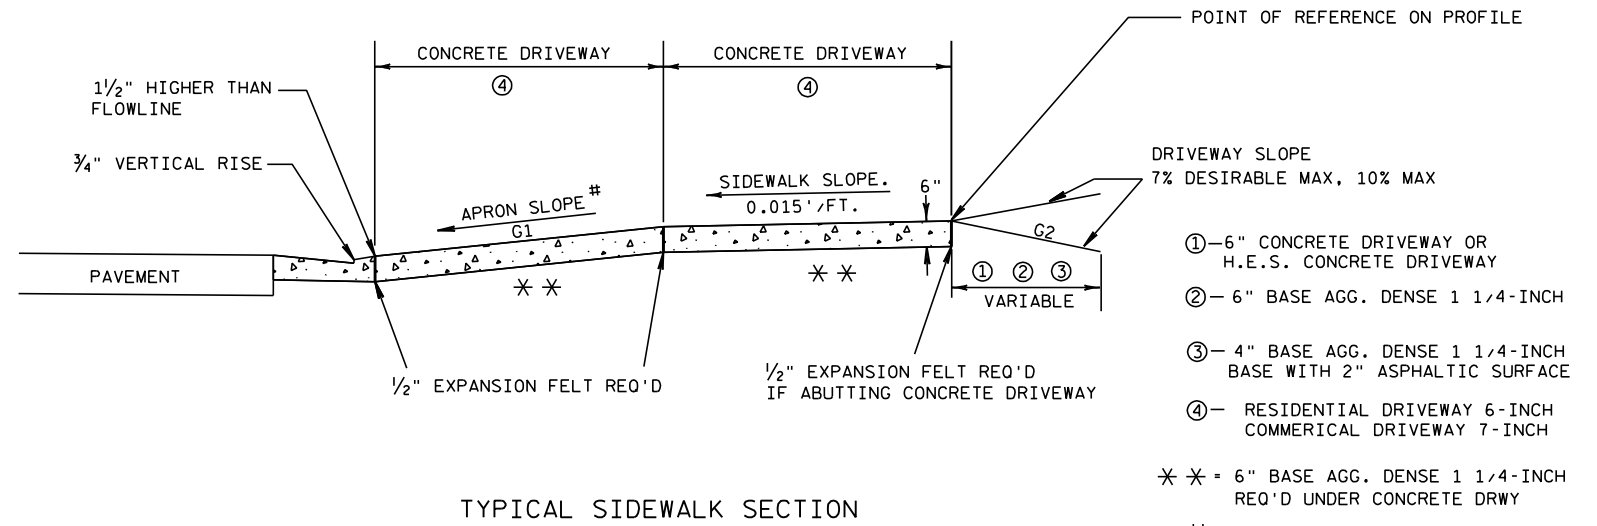 POINT OF REFERENCE ON PROFILE
CONCRETE DRIVEWAY
④
CONCRETE DRIVEWAY
④
1½" HIGHER THAN
FLOWLINE
¾" VERTICAL RISE
DRIVEWAY SLOPE
7% DESIRABLE MAX, 10% MAX
APRON SLOPE #
G1
SIDEWALK SLOPE.
0.015'/FT.
6"
G2
PAVEMENT
* *
* *
① ② ③
VARIABLE
½" EXPANSION FELT REQ'D
½" EXPANSION FELT REQ'D
IF ABUTTING CONCRETE DRIVEWAY
①-6" CONCRETE DRIVEWAY OR
H.E.S. CONCRETE DRIVEWAY
②- 6" BASE AGG. DENSE 1 1/4-INCH
③- 4" BASE AGG. DENSE 1 1/4-INCH
BASE WITH 2" ASPHALTIC SURFACE
④- RESIDENTIAL DRIVEWAY 6-INCH
COMMERICAL DRIVEWAY 7-INCH
* * = 6" BASE AGG. DENSE 1 1/4-INCH
REQ'D UNDER CONCRETE DRWY
TYPICAL SIDEWALK SECTION